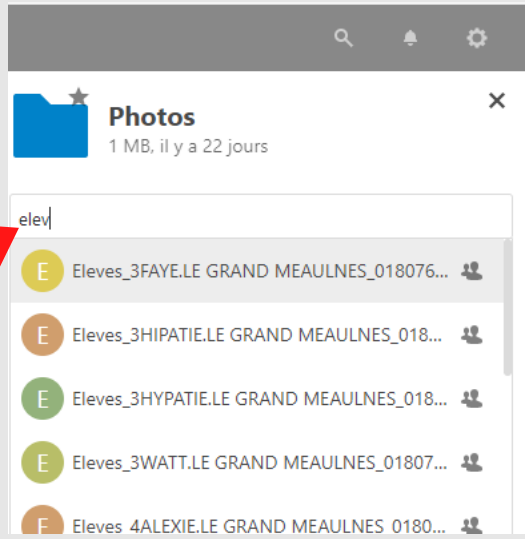 Photos
1 MB, il y a 22 jours
elev
E Eleves_3FAYE.LE GRAND MEAULNES_018076...
E Eleves_3HIPATIE.LE GRAND MEAULNES_018...
E Eleves_3HYPATIE.LE GRAND MEAULNES_018...
E Eleves_3WATT.LE GRAND MEAULNES_01807...
E Eleves_4ALEXIE.LE GRAND MEAULNES_0180...